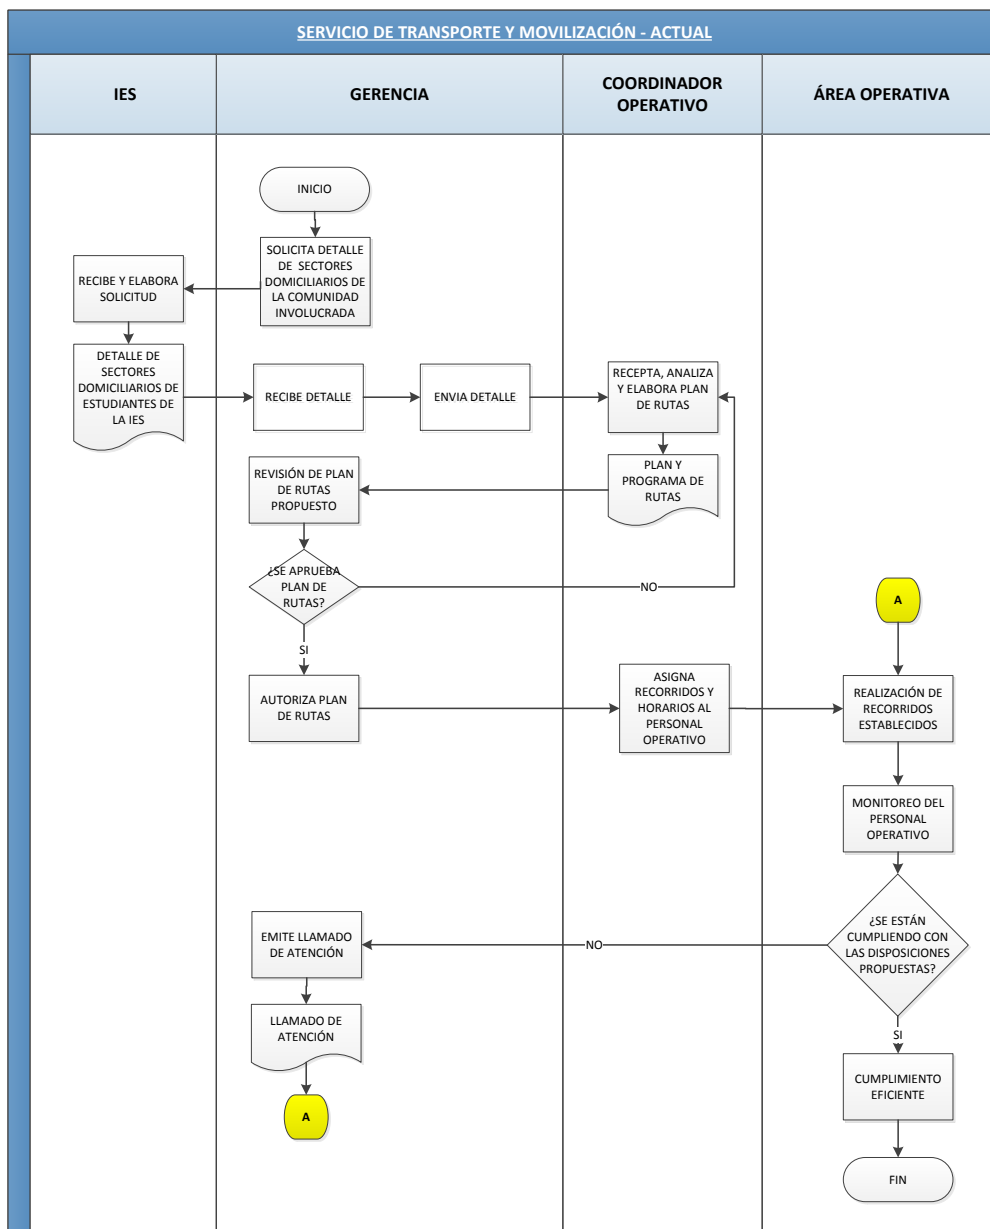 SERVICIO DE TRANSPORTE Y MOVILIZACIÓN - ACTUAL
IES
GERENCIA
COORDINADOR
OPERATIVO
ÁREA OPERATIVA
INICIO
SOLICITA DETALLE
DE SECTORES
DOMICILIARIOS DE
LA COMUNIDAD
INVOLUCRADA
RECIBE Y ELABORA
SOLICITUD
DETALLE DE
SECTORES
DOMICILIARIOS DE
ESTUDIANTES DE
LA IES
RECIBE DETALLE
ENVIA DETALLE
RECEPTA, ANALIZA
Y ELABORA PLAN
DE RUTAS
PLAN Y
PROGRAMA DE
RUTAS
REVISIÓN DE PLAN
DE RUTAS
PROPUESTO
¿SE APRUEBA
PLAN DE
RUTAS?
NO
SI
A
AUTORIZA PLAN
DE RUTAS
ASIGNA
RECORRIDOS Y
HORARIOS AL
PERSONAL
OPERATIVO
REALIZACIÓN DE
RECORRIDOS
ESTABLECIDOS
MONITOREO DEL
PERSONAL
OPERATIVO
¿SE ESTÁN
CUMPLIENDO CON
LAS DISPOSICIONES
PROPUESTAS?
NO
EMITE LLAMADO
DE ATENCIÓN
LLAMADO DE
ATENCIÓN
A
SI
CUMPLIMIENTO
EFICIENTE
FIN